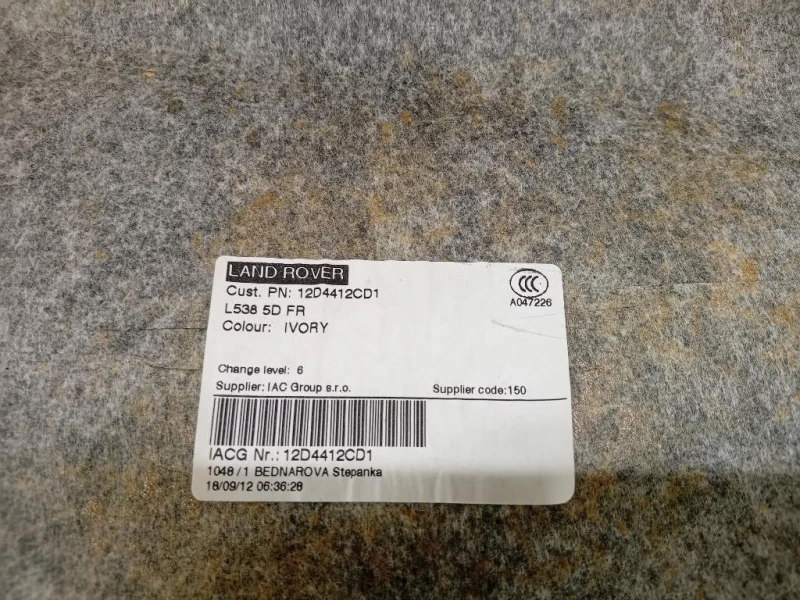 LAND ROVER
Cust. PN: 12D4412CD1
L538 5D FR
Colour: IVORY
CCC
A047226
Change level: 6
Supplier: IAC Group s.r.o. Supplier code:150
IACG Nr.: 12D4412CD1
1048 / 1 BEDNAROVA Stepanka
18/09/12 06:36:28